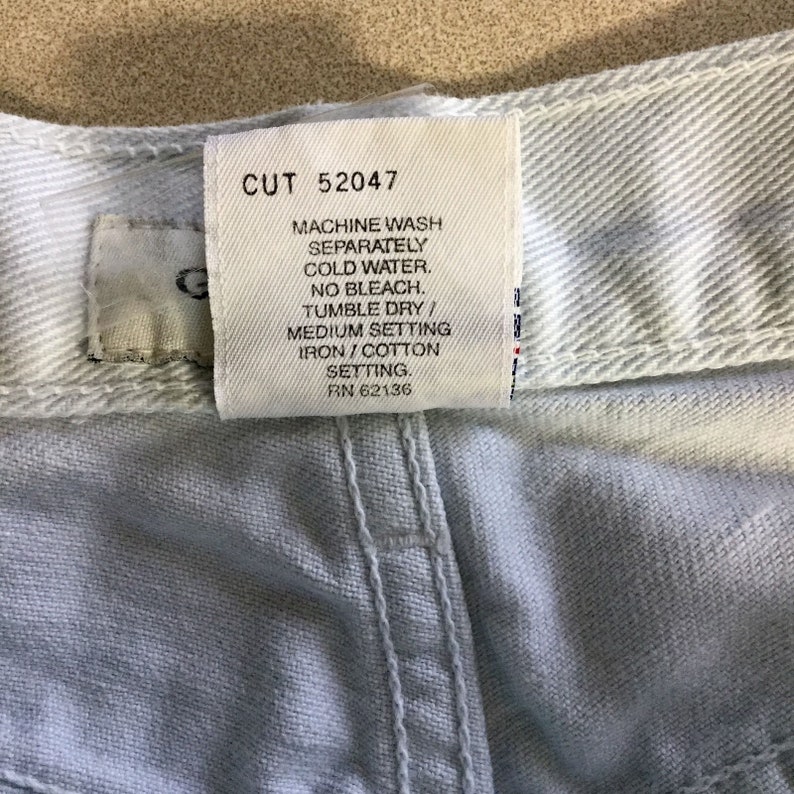 CUT 52047
MACHINE WASH
SEPARATELY
COLD WATER.
NO BLEACH.
TUMBLE DRY /
MEDIUM SETTING
IRON / COTTON
SETTING.
RN 62136
G